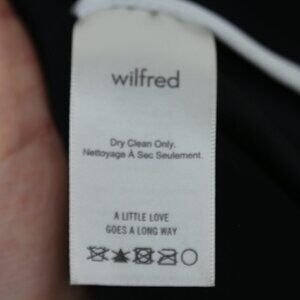 wilfred
Dry Clean Only.
Nettoyage À Sec Seulement.
A LITTLE LOVE
GOES A LONG WAY